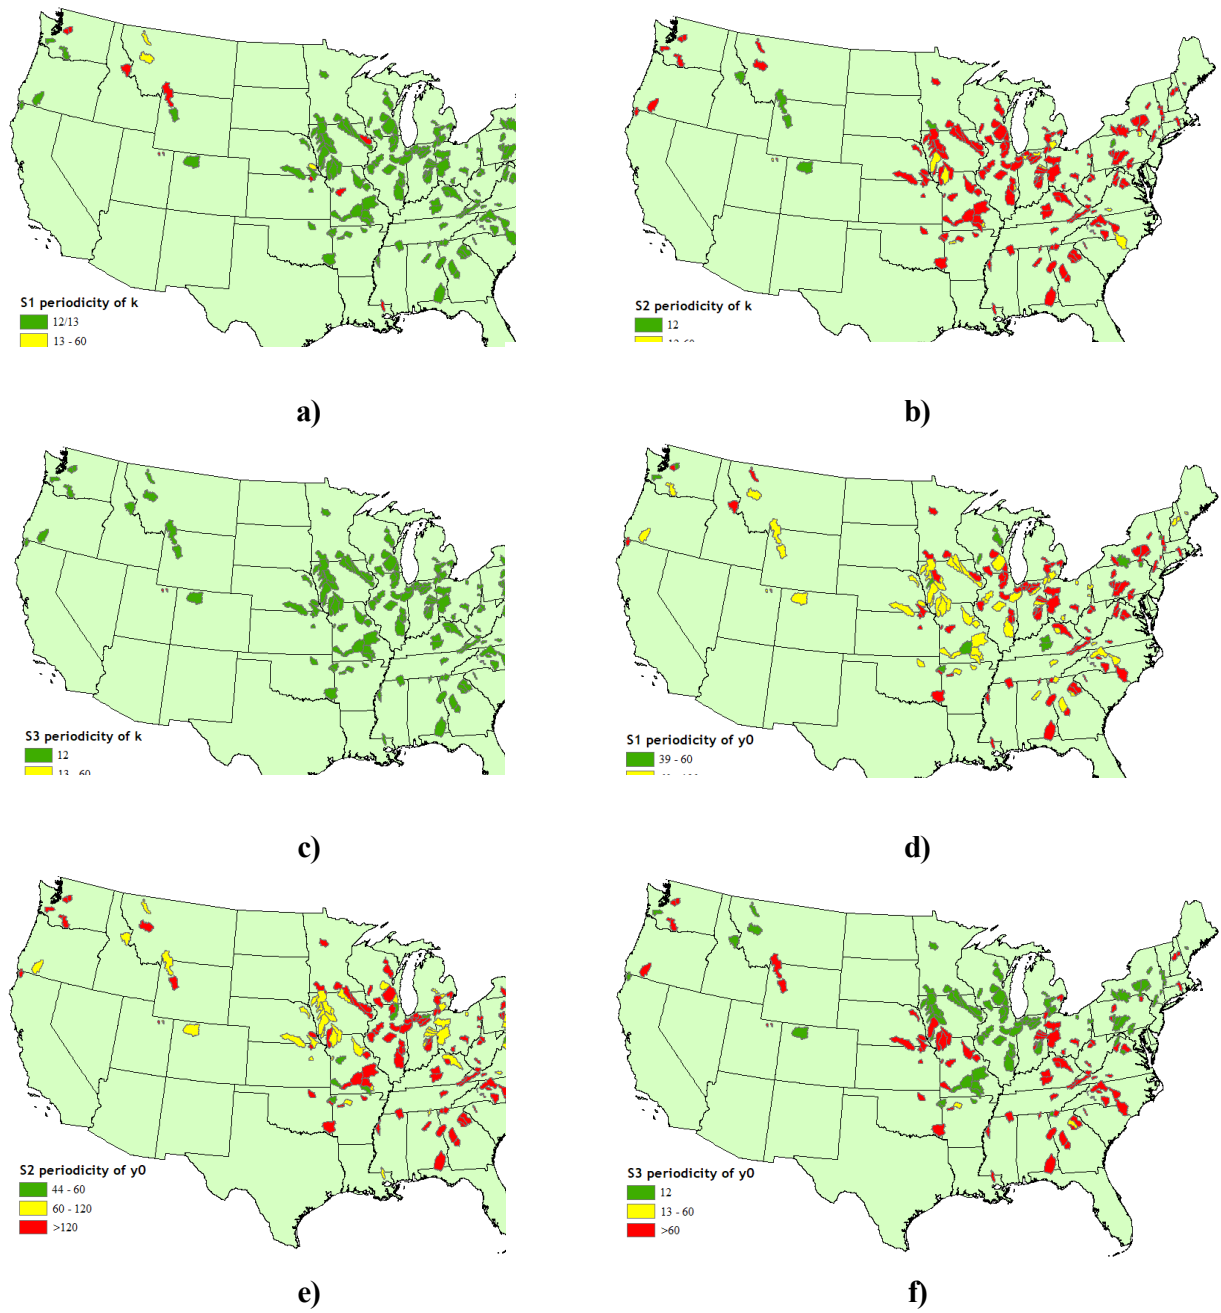 S1 periodicity of k
12/13
13 - 60
S2 periodicity of k
12
a)
b)
S3 periodicity of k
12
13 - 60
S1 periodicity of y0
39 - 60
c)
d)
S2 periodicity of y0
44 - 60
60 - 120
>120
S3 periodicity of y0
12
13 - 60
>60
e)
f)